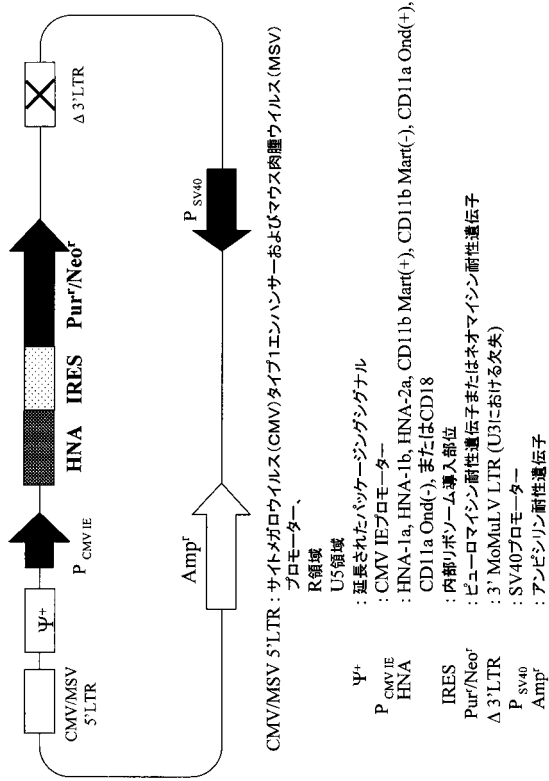 CMV/MSV
5'LTR
Ψ⁺
P CMV IE
HNA
IRES
Purʳ/Neoʳ
Δ 3'LTR
P SV40
Ampʳ
CMV/MSV 5'LTR : サイトメガロウイルス(CMV)タイプ1エンハンサーおよびマウス肉腫ウイルス(MSV)
プロモーター、
R領域
U5領域
Ψ⁺ : 延長されたパッケージングシグナル
P CMV IE : CMV IEプロモーター
HNA : HNA-1a, HNA-1b, HNA-2a, CD11b Mart(+), CD11b Mart(-), CD11a Ond(+),
CD11a Ond(-), またはCD18
IRES : 内部リボソーム導入部位
Purʳ/Neoʳ : ピューロマイシン耐性遺伝子またはネオマイシン耐性遺伝子
Δ 3'LTR : 3' MoMuLV LTR (U3における欠失)
P SV40 : SV40プロモーター
Ampʳ : アンピシリン耐性遺伝子